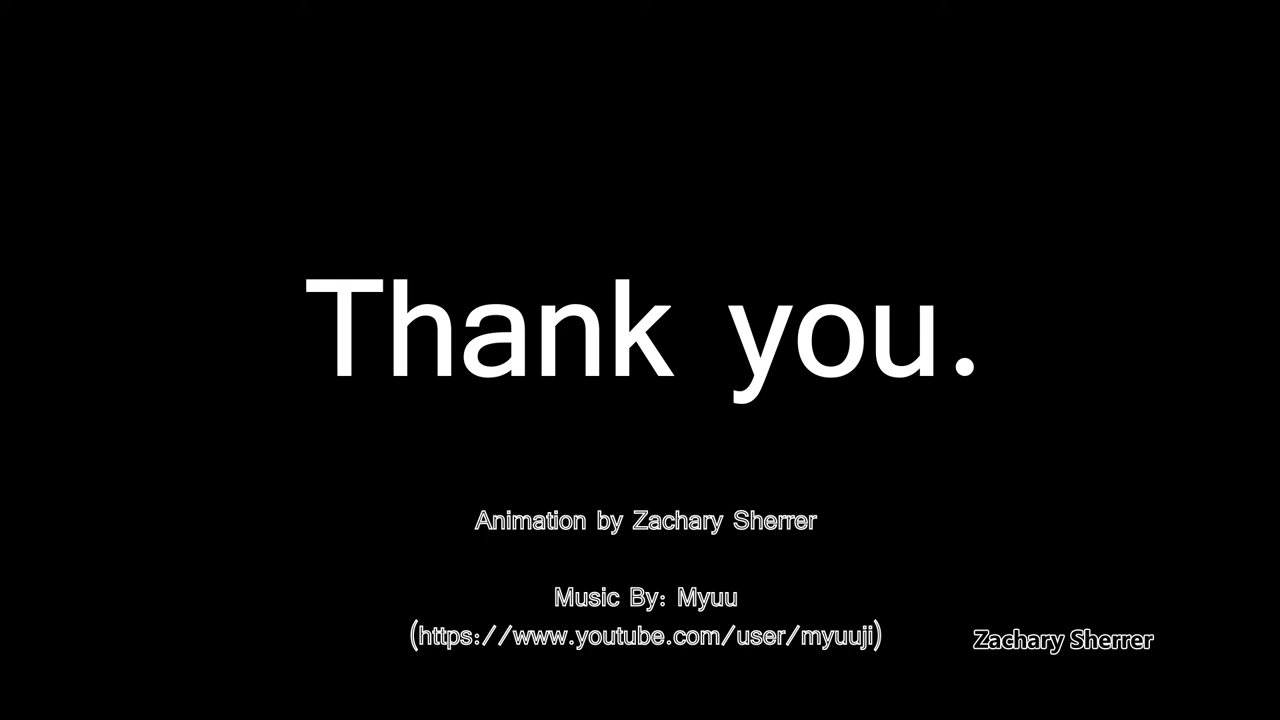 Thank you.
Animation by Zachary Sherrer
Music By: Myuu
(https://www.youtube.com/user/myuuji)
Zachary Sherrer